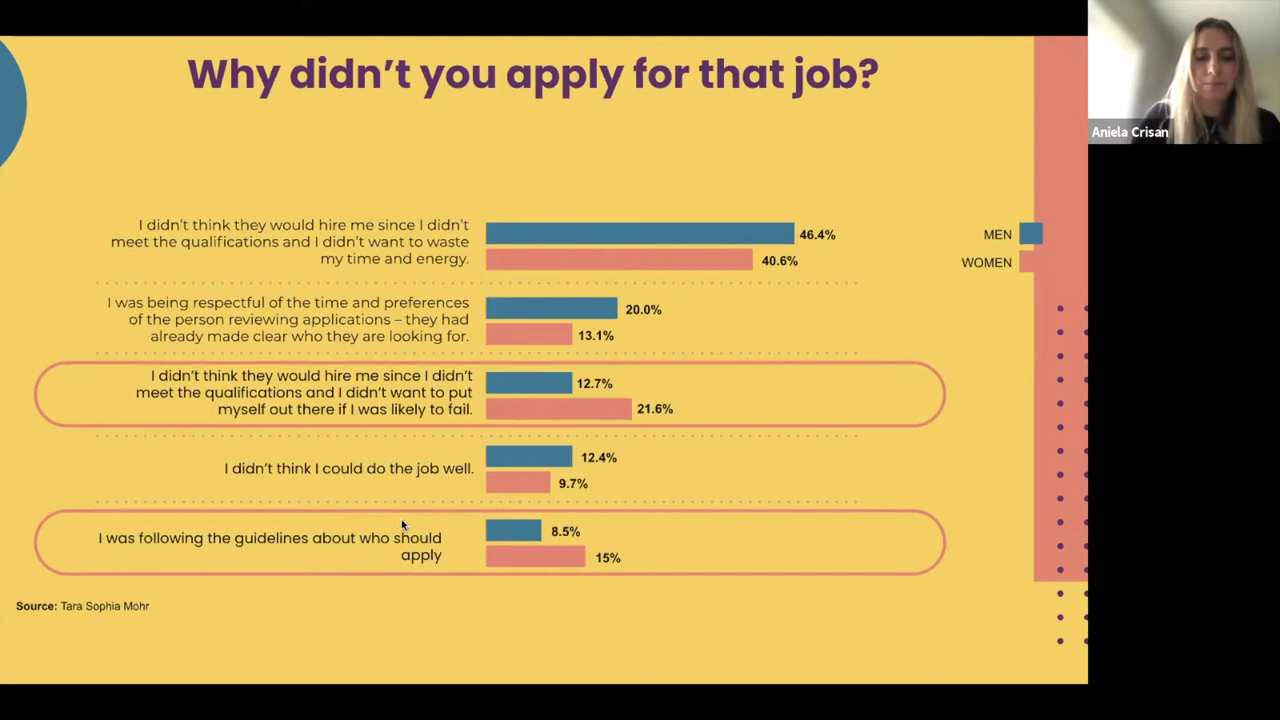 Why didn't you apply for that job?
Aniela Crisan
I didn't think they would hire me since I didn't
meet the qualifications and I didn't want to waste
my time and energy.
46.4%
40.6%
MEN
WOMEN
I was being respectful of the time and preferences
of the person reviewing applications – they had
already made clear who they are looking for.
20.0%
13.1%
I didn't think they would hire me since I didn't
meet the qualifications and I didn't want to put
myself out there if I was likely to fail.
12.7%
21.6%
I didn't think I could do the job well.
12.4%
9.7%
I was following the guidelines about who should
apply
8.5%
15%
Source: Tara Sophia Mohr